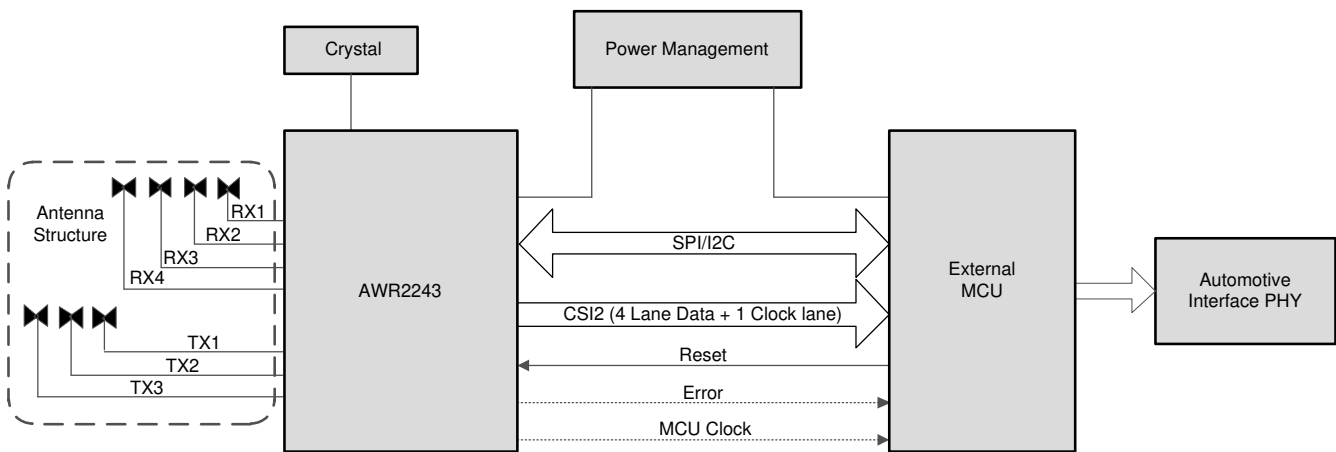 Crystal
Power Management
Antenna
Structure
RX1
RX2
RX3
RX4
TX1
TX2
TX3
AWR2243
SPI/I2C
CSI2 (4 Lane Data + 1 Clock lane)
Reset
Error
MCU Clock
External
MCU
Automotive
Interface PHY